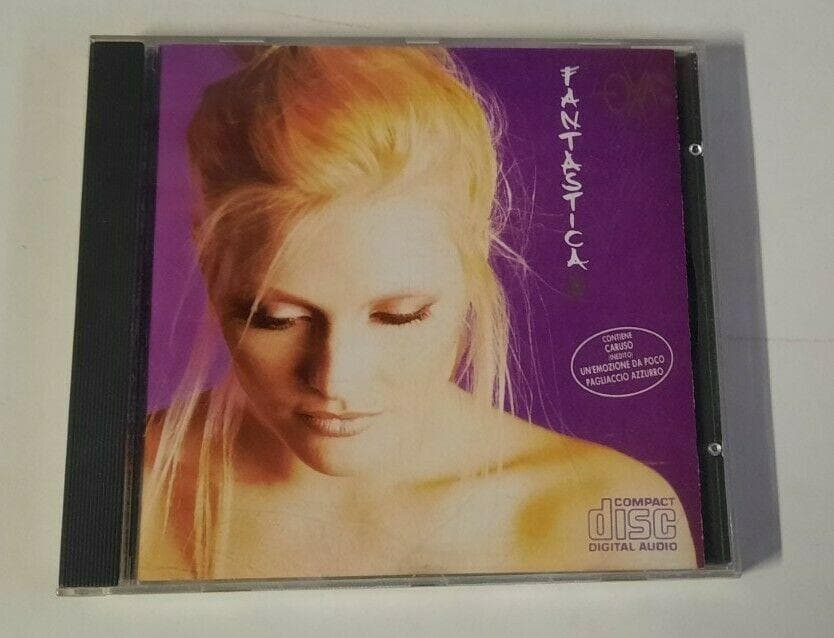 FANTASTICA
CONTIENE
CARUSO
(INEDITO)
UN'EMOZIONE DA POCO
PAGLIACCIO AZZURRO
COMPACT
disc
DIGITAL AUDIO